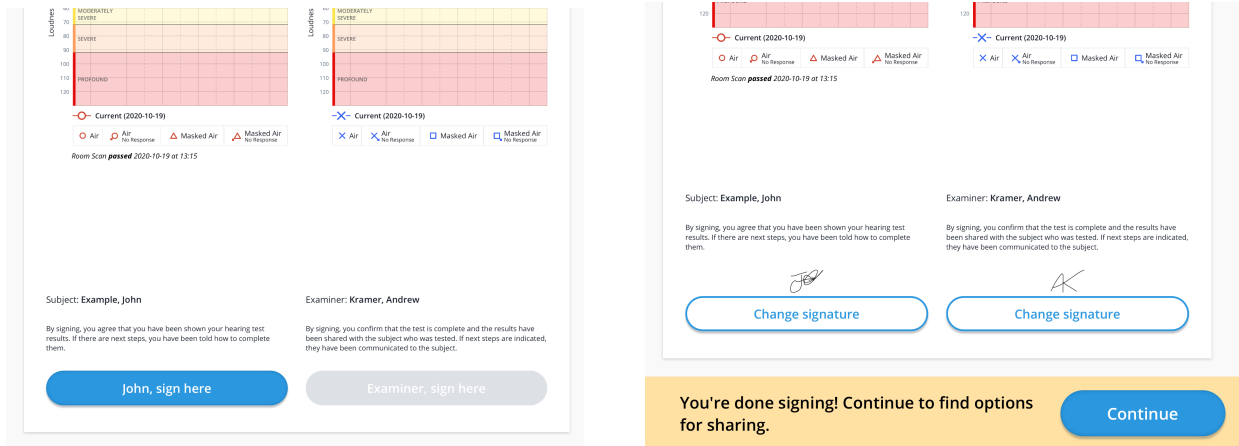 Loudnes
60
MODERATELY
SEVERE
70
80
SEVERE
90
100
110
PROFOUND
120
Current (2020-10-19)
Air
Air
No Response
Masked Air
Masked Air
No Response
Room Scan passed 2020-10-19 at 13:15
Loudnes
60
MODERATELY
SEVERE
70
80
SEVERE
90
100
110
PROFOUND
120
Current (2020-10-19)
Air
Air
No Response
Masked Air
Masked Air
No Response
Subject: Example, John
By signing, you agree that you have been shown your hearing test
results. If there are next steps, you have been told how to complete
them.
John, sign here
Examiner: Kramer, Andrew
By signing, you confirm that the test is complete and the results have
been shared with the subject who was tested. If next steps are indicated,
they have been communicated to the subject.
Examiner, sign here
120
Current (2020-10-19)
Air
Air
No Response
Masked Air
Masked Air
No Response
Room Scan passed 2020-10-19 at 13:15
120
Current (2020-10-19)
Air
Air
No Response
Masked Air
Masked Air
No Response
Subject: Example, John
By signing, you agree that you have been shown your hearing test
results. If there are next steps, you have been told how to complete
them.
Change signature
Examiner: Kramer, Andrew
By signing, you confirm that the test is complete and the results have
been shared with the subject who was tested. If next steps are indicated,
they have been communicated to the subject.
AK
Change signature
You're done signing! Continue to find options
for sharing.
Continue